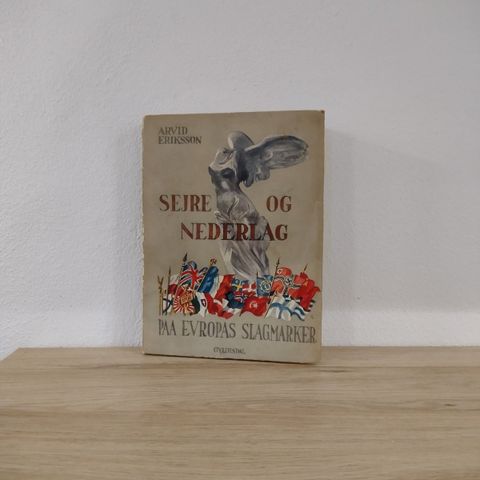 ARVID
ERIKSSON
SEJRE OG
NEDERLAG
PAA EVROPAS SLAGMARKER
GYLDENDAL